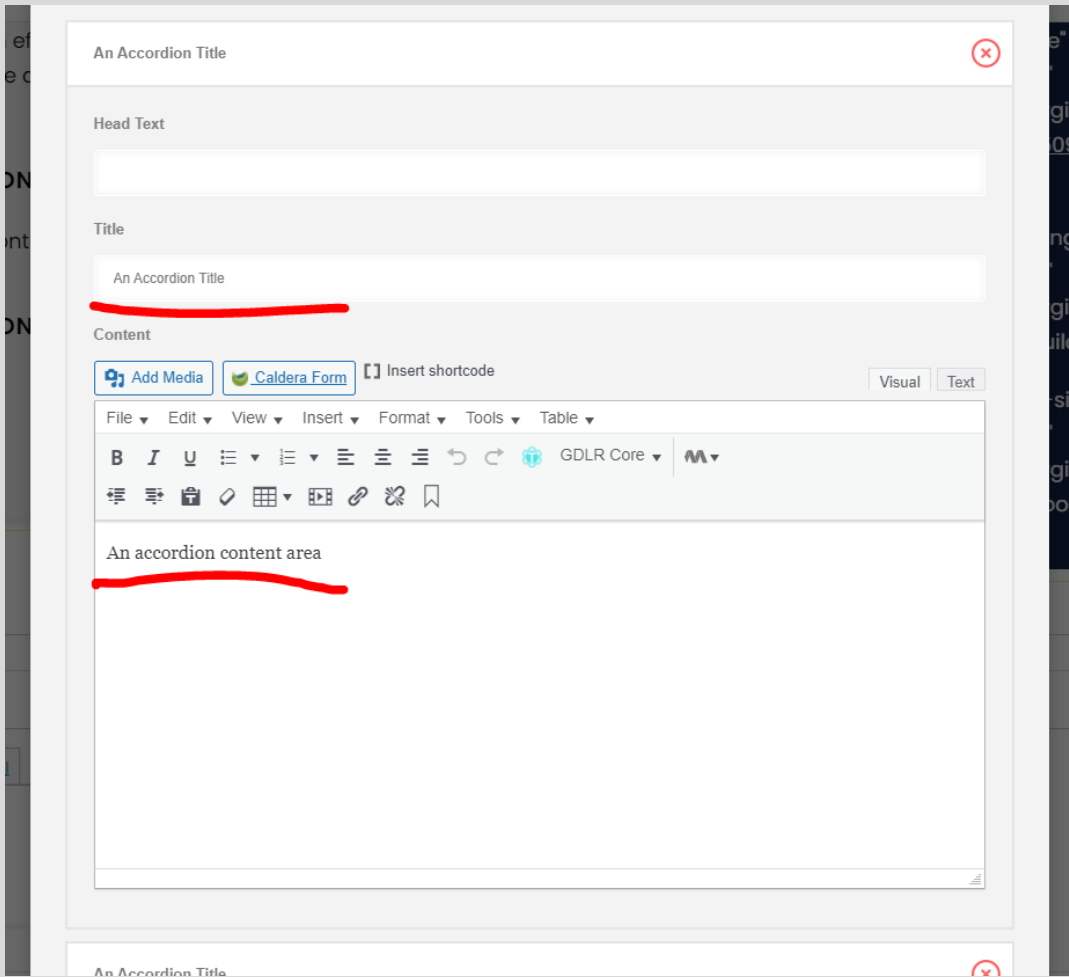 An Accordion Title
Head Text
Title
An Accordion Title
Content
Add Media Caldera Form Insert shortcode
Visual Text
File Edit View Insert Format Tools Table
B I U GDLR Core
An accordion content area
An Accordion Title